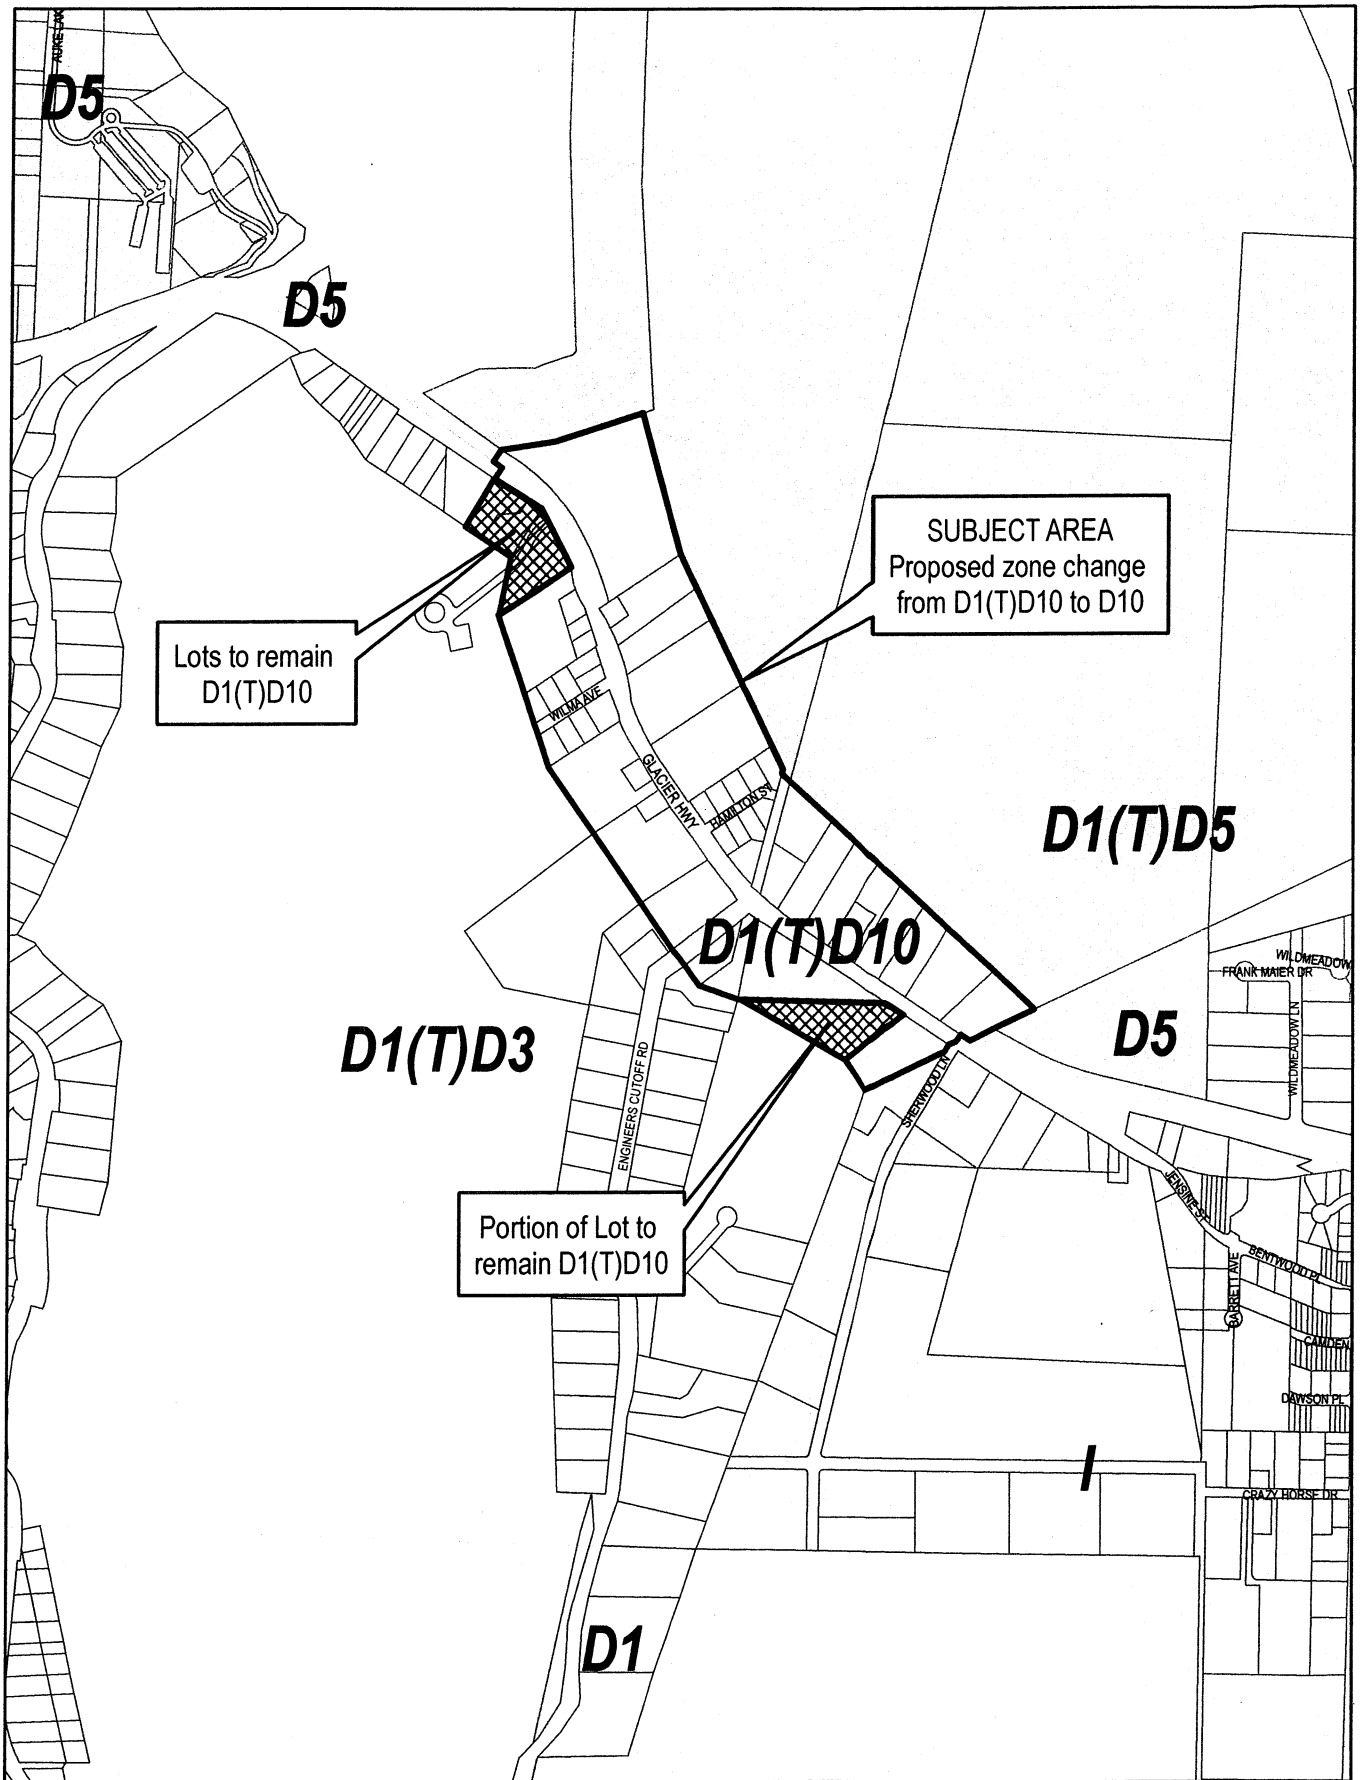 AUKE LAK
D5
D5
SUBJECT AREA
Proposed zone change
from D1(T)D10 to D10
Lots to remain
D1(T)D10
WILMA AVE
GLACIER HWY
HAMILTON ST
D1(T)D5
D1(T)D10
WILDMEADOW
FRANK MAIER DR
WILDMEADOW LN
D5
D1(T)D3
ENGINEERS CUTOFF RD
SHERWOOD LN
JENSINE ST
Portion of Lot to
remain D1(T)D10
BENTWOOD PL
BARRETT AVE
CAMDEN
DAWSON PL
I
CRAZY HORSE DR
D1